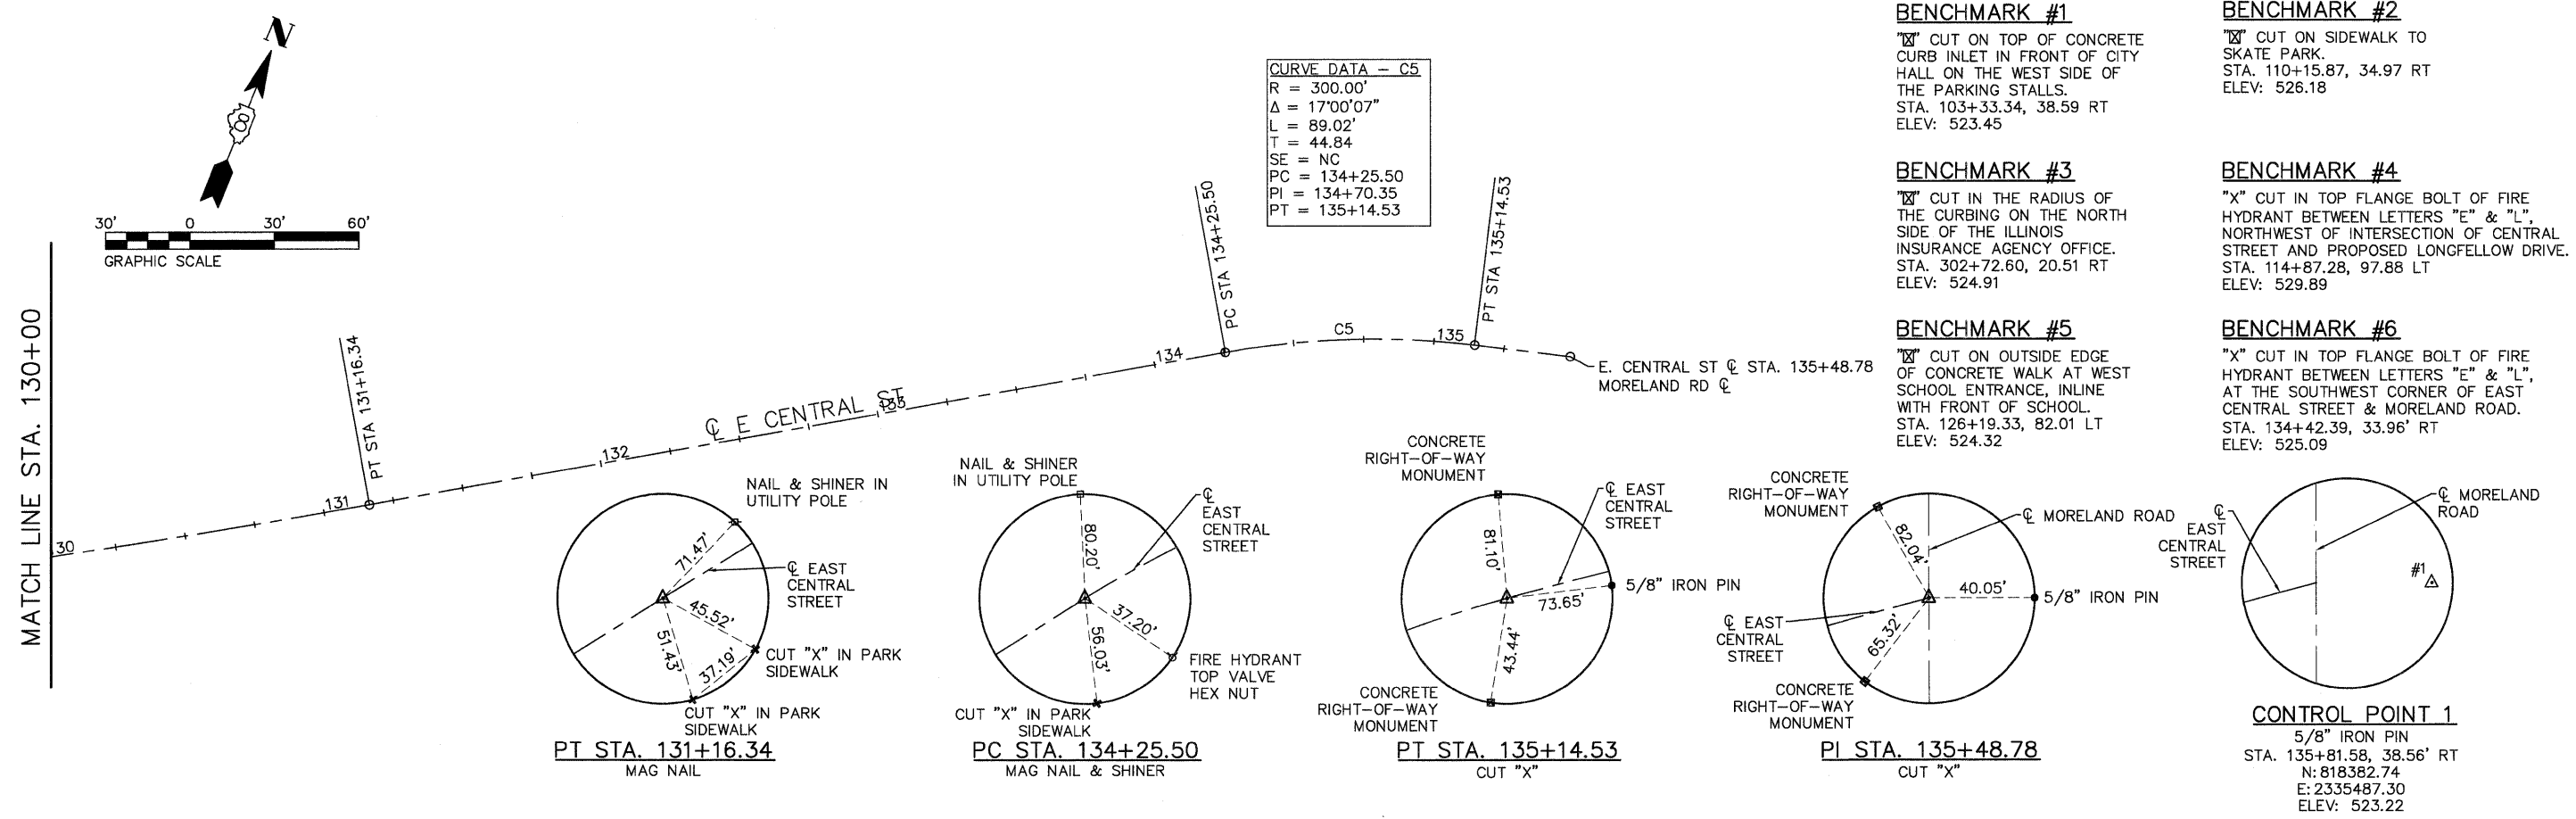 N
30' 0 30' 60'
GRAPHIC SCALE
MATCH LINE STA. 130+00
CURVE DATA – C5
R = 300.00'
Δ = 17°00'07"
L = 89.02'
T = 44.84
SE = NC
PC = 134+25.50
PI = 134+70.35
PT = 135+14.53
PT STA 131+16.34
PC STA 134+25.50
PT STA 135+14.53
30
131
132
133
134
135
C5
℄ E CENTRAL ST
E. CENTRAL ST ℄ STA. 135+48.78
MORELAND RD ℄
BENCHMARK #1
"☒" CUT ON TOP OF CONCRETE
CURB INLET IN FRONT OF CITY
HALL ON THE WEST SIDE OF
THE PARKING STALLS.
STA. 103+33.34, 38.59 RT
ELEV: 523.45
BENCHMARK #2
"☒" CUT ON SIDEWALK TO
SKATE PARK.
STA. 110+15.87, 34.97 RT
ELEV: 526.18
BENCHMARK #3
"☒" CUT IN THE RADIUS OF
THE CURBING ON THE NORTH
SIDE OF THE ILLINOIS
INSURANCE AGENCY OFFICE.
STA. 302+72.60, 20.51 RT
ELEV: 524.91
BENCHMARK #4
"X" CUT IN TOP FLANGE BOLT OF FIRE
HYDRANT BETWEEN LETTERS "E" & "L",
NORTHWEST OF INTERSECTION OF CENTRAL
STREET AND PROPOSED LONGFELLOW DRIVE.
STA. 114+87.28, 97.88 LT
ELEV: 529.89
BENCHMARK #5
"☒" CUT ON OUTSIDE EDGE
OF CONCRETE WALK AT WEST
SCHOOL ENTRANCE, INLINE
WITH FRONT OF SCHOOL.
STA. 126+19.33, 82.01 LT
ELEV: 524.32
BENCHMARK #6
"X" CUT IN TOP FLANGE BOLT OF FIRE
HYDRANT BETWEEN LETTERS "E" & "L",
AT THE SOUTHWEST CORNER OF EAST
CENTRAL STREET & MORELAND ROAD.
STA. 134+42.39, 33.96' RT
ELEV: 525.09
NAIL & SHINER IN
UTILITY POLE
71.47'
℄ EAST
CENTRAL
STREET
45.52'
51.43'
37.19'
CUT "X" IN PARK
SIDEWALK
CUT "X" IN PARK
SIDEWALK
PT STA. 131+16.34
MAG NAIL
NAIL & SHINER
IN UTILITY POLE
80.20'
℄
EAST
CENTRAL
STREET
37.20'
56.03'
FIRE HYDRANT
TOP VALVE
HEX NUT
CUT "X" IN PARK
SIDEWALK
PC STA. 134+25.50
MAG NAIL & SHINER
CONCRETE
RIGHT–OF–WAY
MONUMENT
81.10'
℄ EAST
CENTRAL
STREET
5/8" IRON PIN
73.65'
43.44'
CONCRETE
RIGHT–OF–WAY
MONUMENT
PT STA. 135+14.53
CUT "X"
CONCRETE
RIGHT–OF–WAY
MONUMENT
82.04'
℄ MORELAND ROAD
40.05'
5/8" IRON PIN
℄ EAST
CENTRAL
STREET
65.32'
CONCRETE
RIGHT–OF–WAY
MONUMENT
PI STA. 135+48.78
CUT "X"
℄ MORELAND
ROAD
℄
EAST
CENTRAL
STREET
#1
CONTROL POINT 1
5/8" IRON PIN
STA. 135+81.58, 38.56' RT
N: 818382.74
E: 2335487.30
ELEV: 523.22